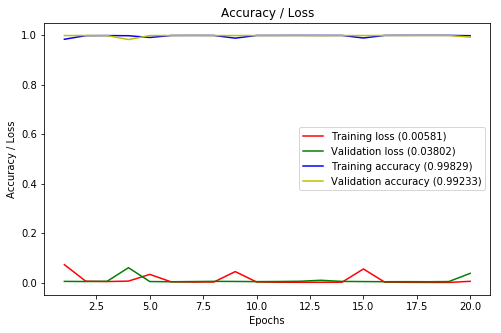 Accuracy / Loss
Accuracy / Loss
1.0
0.8
0.6
0.4
0.2
0.0
Training loss (0.00581)
Validation loss (0.03802)
Training accuracy (0.99829)
Validation accuracy (0.99233)
2.5 5.0 7.5 10.0 12.5 15.0 17.5 20.0
Epochs